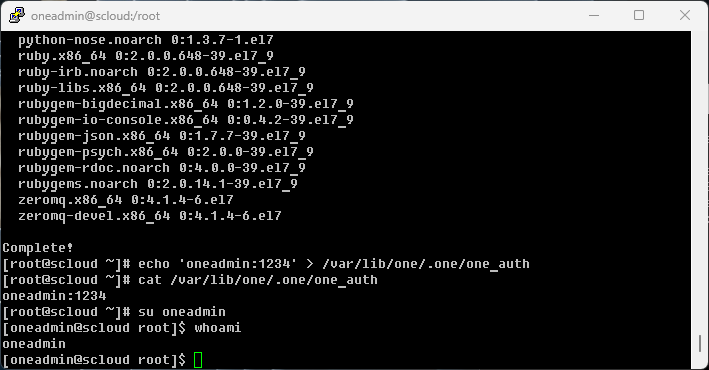 oneadmin@scloud:/root
python-nose.noarch 0:1.3.7-1.el7
ruby.x86_64 0:2.0.0.648-39.el7_9
ruby-irb.noarch 0:2.0.0.648-39.el7_9
ruby-libs.x86_64 0:2.0.0.648-39.el7_9
rubygem-bigdecimal.x86_64 0:1.2.0-39.el7_9
rubygem-io-console.x86_64 0:0.4.2-39.el7_9
rubygem-json.x86_64 0:1.7.7-39.el7_9
rubygem-psych.x86_64 0:2.0.0-39.el7_9
rubygem-rdoc.noarch 0:4.0.0-39.el7_9
rubygems.noarch 0:2.0.14.1-39.el7_9
zeromq.x86_64 0:4.1.4-6.el7
zeromq-devel.x86_64 0:4.1.4-6.el7
Complete!
[root@scloud ~]# echo 'oneadmin:1234' > /var/lib/one/.one/one_auth
[root@scloud ~]# cat /var/lib/one/.one/one_auth
oneadmin:1234
[root@scloud ~]# su oneadmin
[oneadmin@scloud root]$ whoami
oneadmin
[oneadmin@scloud root]$